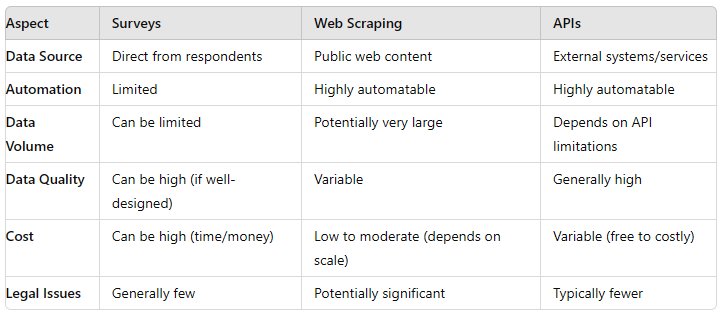 Aspect Surveys Web Scraping APIs
Data Source Direct from respondents Public web content External systems/services
Automation Limited Highly automatable Highly automatable
Data Can be limited Potentially very large Depends on API
Volume limitations
Data Quality Can be high (if well- Variable Generally high
designed)
Cost Can be high (time/money) Low to moderate (depends on Variable (free to costly)
scale)
Legal Issues Generally few Potentially significant Typically fewer